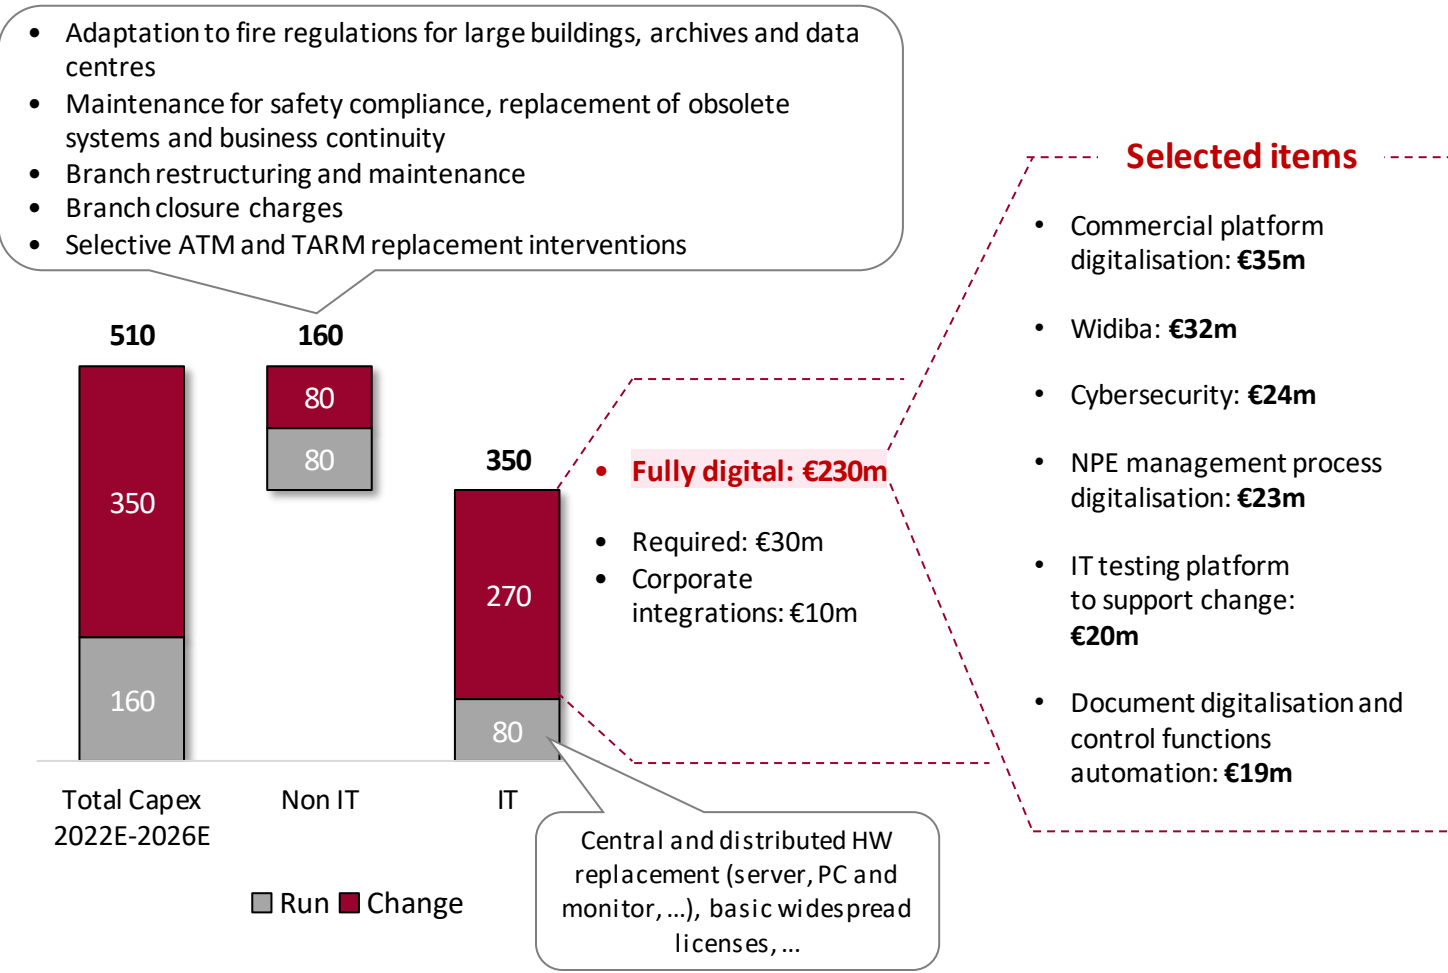 • Adaptation to fire regulations for large buildings, archives and data
centres
• Maintenance for safety compliance, replacement of obsolete
systems and business continuity
• Branch restructuring and maintenance
• Branch closure charges
• Selective ATM and TARM replacement interventions
510
160
350
350
160
80
80
270
80
Total Capex
2022E-2026E
Non IT
IT
Run
Change
• Fully digital: €230m
• Required: €30m
• Corporate
integrations: €10m
Central and distributed HW
replacement (server, PC and
monitor, ...), basic widespread
licenses, ...
Selected items
• Commercial platform
digitalisation: €35m
• Widiba: €32m
• Cybersecurity: €24m
• NPE management process
digitalisation: €23m
• IT testing platform
to support change:
€20m
• Document digitalisation and
control functions
automation: €19m